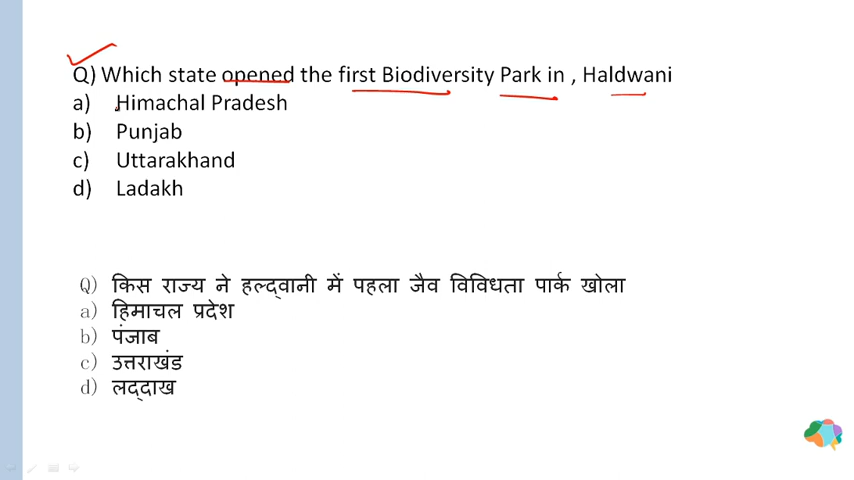 Q) Which state opened the first Biodiversity Park in , Haldwani
a) Himachal Pradesh
b) Punjab
c) Uttarakhand
d) Ladakh
Q) किस राज्य ने हल्द्वानी में पहला जैव विविधता पार्क खोला
a) हिमाचल प्रदेश
b) पंजाब
c) उत्तराखंड
d) लद्दाख